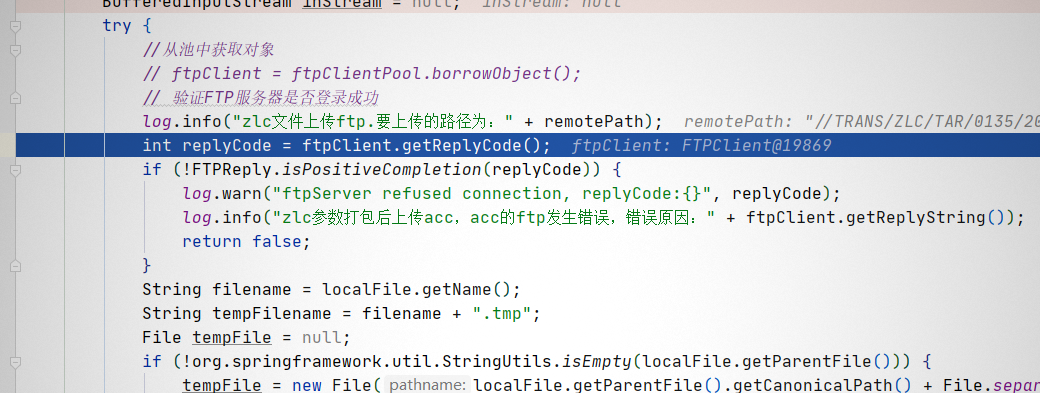 BufferedInputStream inStream = null;  inStream: null
try {
//从池中获取对象
// ftpClient = ftpClientPool.borrowObject();
// 验证FTP服务器是否登录成功
log.info("zlc文件上传ftp.要上传的路径为：" + remotePath);  remotePath: "//TRANS/ZLC/TAR/0135/20
int replyCode = ftpClient.getReplyCode();  ftpClient: FTPClient@19869
if (!FTPReply.isPositiveCompletion(replyCode)) {
log.warn("ftpServer refused connection, replyCode:{}", replyCode);
log.info("zlc参数打包后上传acc，acc的ftp发生错误，错误原因：" + ftpClient.getReplyString());
return false;
}
String filename = localFile.getName();
String tempFilename = filename + ".tmp";
File tempFile = null;
if (!org.springframework.util.StringUtils.isEmpty(localFile.getParentFile())) {
tempFile = new File( pathname: localFile.getParentFile().getCanonicalPath() + File.separ